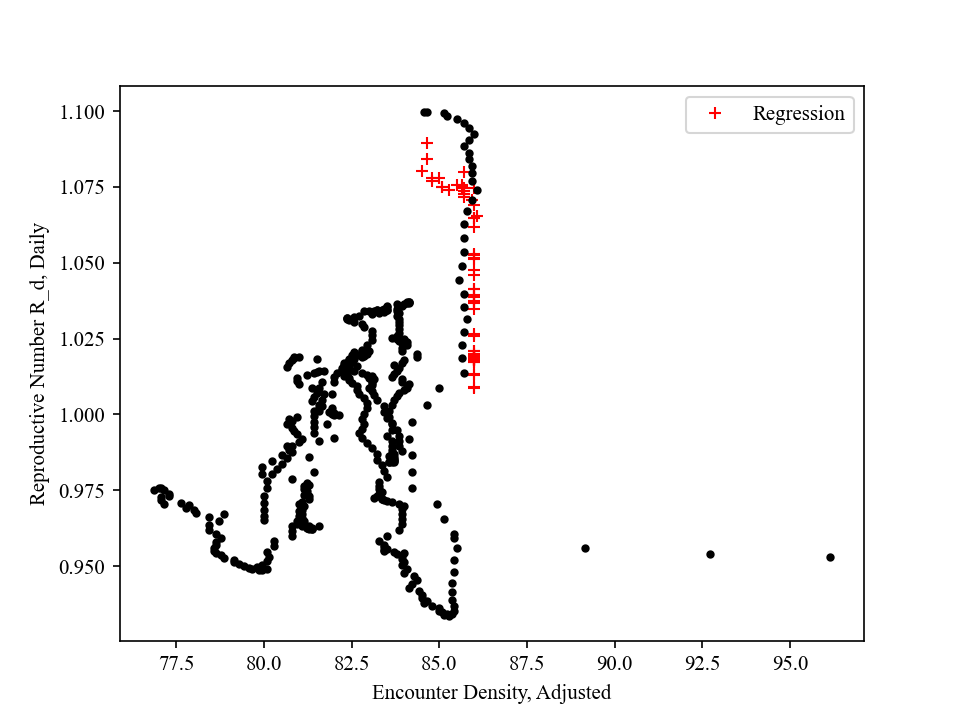 Regression
1.100
1.075
1.050
1.025
1.000
0.975
0.950
Reproductive Number R_d, Daily
77.5 80.0 82.5 85.0 87.5 90.0 92.5 95.0
Encounter Density, Adjusted